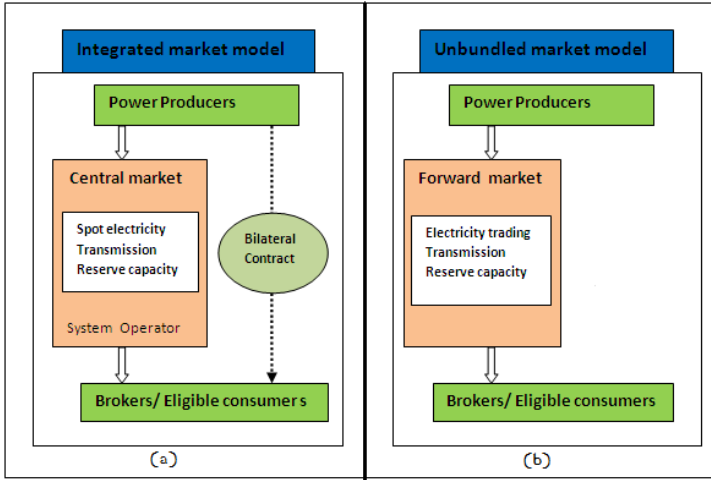 Integrated market model
Power Producers
Central market
Spot electricity
Transmission
Reserve capacity
System Operator
Bilateral
Contract
Brokers/ Eligible consumers
(a)
Unbundled market model
Power Producers
Forward market
Electricity trading
Transmission
Reserve capacity
Brokers/ Eligible consumers
(b)